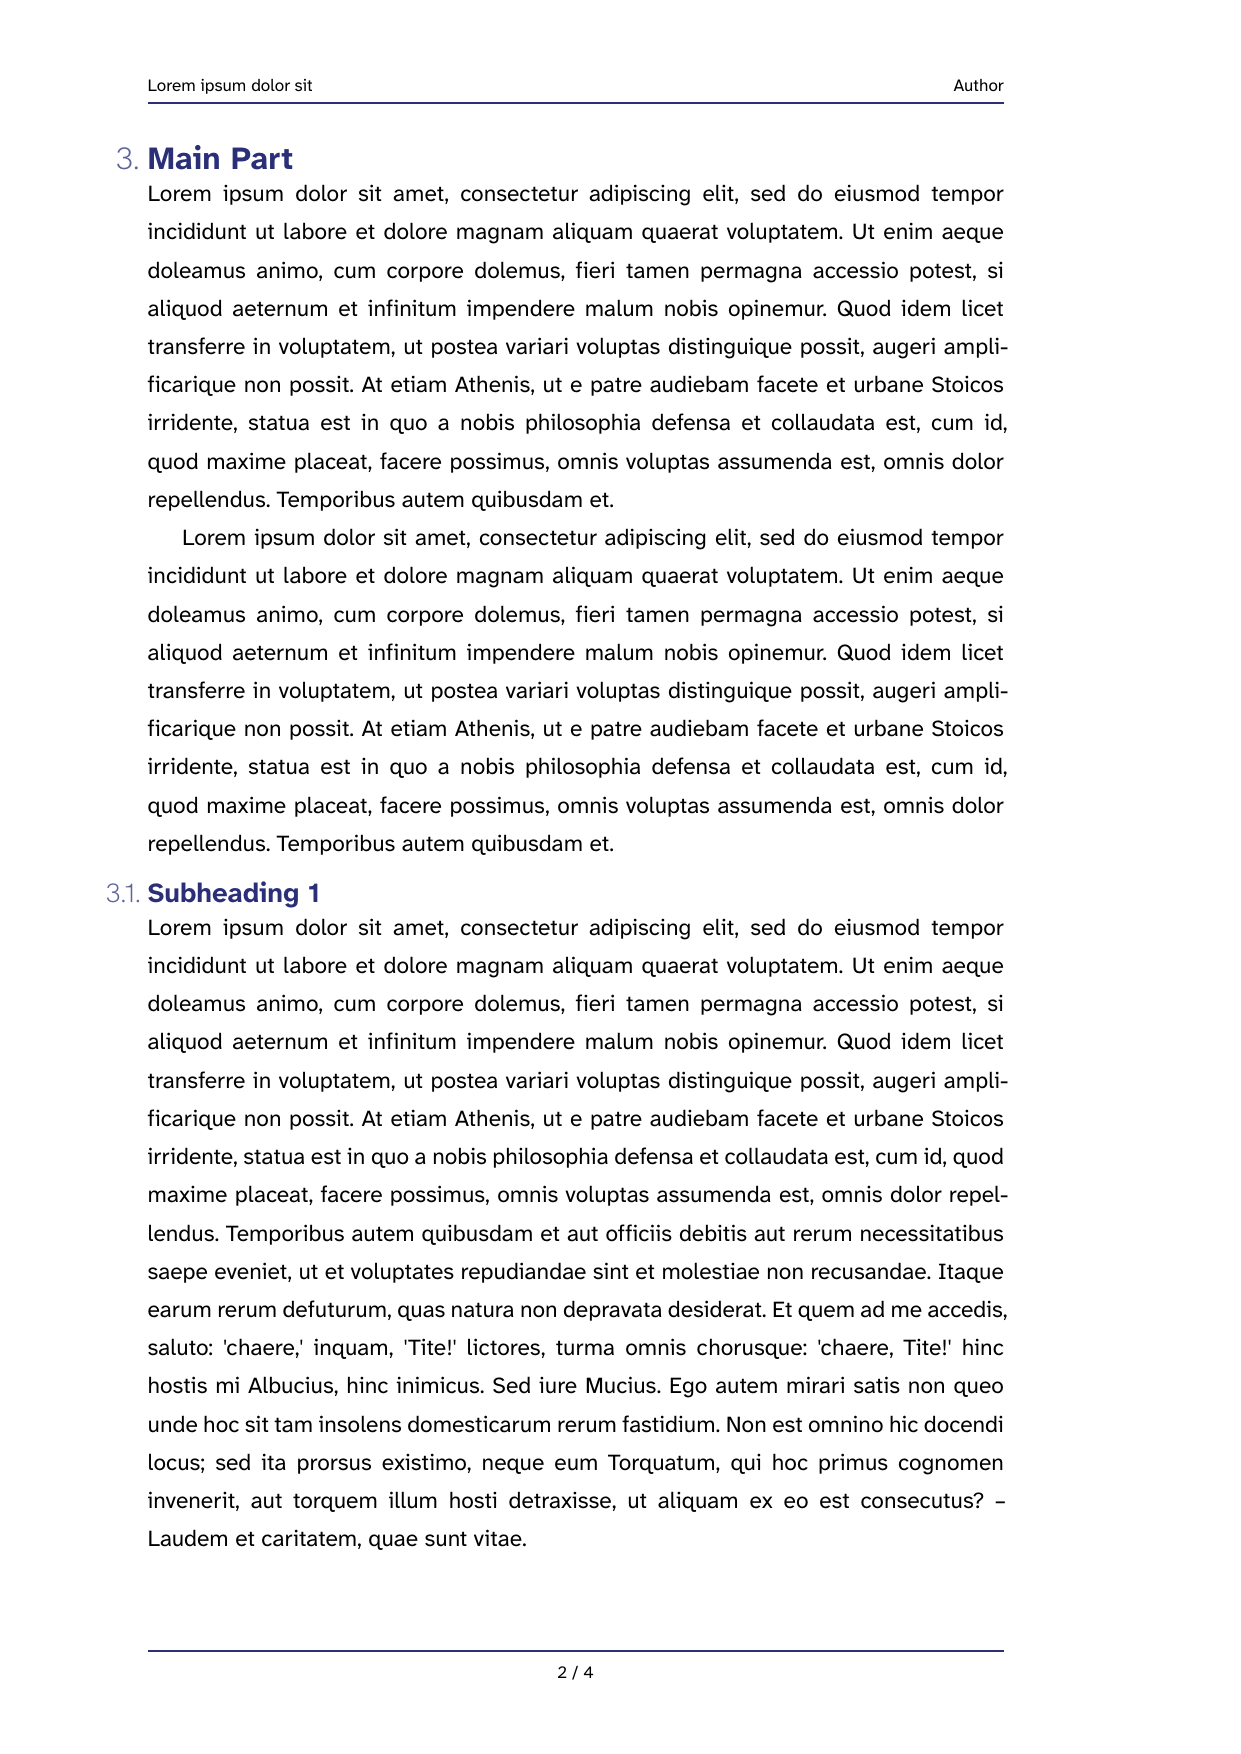 Lorem ipsum dolor sit Author
3. Main Part
Lorem ipsum dolor sit amet, consectetur adipiscing elit, sed do eiusmod tempor
incididunt ut labore et dolore magnam aliquam quaerat voluptatem. Ut enim aeque
doleamus animo, cum corpore dolemus, fieri tamen permagna accessio potest, si
aliquod aeternum et infinitum impendere malum nobis opinemur. Quod idem licet
transferre in voluptatem, ut postea variari voluptas distinguique possit, augeri ampli-
ficarique non possit. At etiam Athenis, ut e patre audiebam facete et urbane Stoicos
irridente, statua est in quo a nobis philosophia defensa et collaudata est, cum id,
quod maxime placeat, facere possimus, omnis voluptas assumenda est, omnis dolor
repellendus. Temporibus autem quibusdam et.
Lorem ipsum dolor sit amet, consectetur adipiscing elit, sed do eiusmod tempor
incididunt ut labore et dolore magnam aliquam quaerat voluptatem. Ut enim aeque
doleamus animo, cum corpore dolemus, fieri tamen permagna accessio potest, si
aliquod aeternum et infinitum impendere malum nobis opinemur. Quod idem licet
transferre in voluptatem, ut postea variari voluptas distinguique possit, augeri ampli-
ficarique non possit. At etiam Athenis, ut e patre audiebam facete et urbane Stoicos
irridente, statua est in quo a nobis philosophia defensa et collaudata est, cum id,
quod maxime placeat, facere possimus, omnis voluptas assumenda est, omnis dolor
repellendus. Temporibus autem quibusdam et.
3.1. Subheading 1
Lorem ipsum dolor sit amet, consectetur adipiscing elit, sed do eiusmod tempor
incididunt ut labore et dolore magnam aliquam quaerat voluptatem. Ut enim aeque
doleamus animo, cum corpore dolemus, fieri tamen permagna accessio potest, si
aliquod aeternum et infinitum impendere malum nobis opinemur. Quod idem licet
transferre in voluptatem, ut postea variari voluptas distinguique possit, augeri ampli-
ficarique non possit. At etiam Athenis, ut e patre audiebam facete et urbane Stoicos
irridente, statua est in quo a nobis philosophia defensa et collaudata est, cum id, quod
maxime placeat, facere possimus, omnis voluptas assumenda est, omnis dolor repel-
lendus. Temporibus autem quibusdam et aut officiis debitis aut rerum necessitatibus
saepe eveniet, ut et voluptates repudiandae sint et molestiae non recusandae. Itaque
earum rerum defuturum, quas natura non depravata desiderat. Et quem ad me accedis,
saluto: 'chaere,' inquam, 'Tite!' lictores, turma omnis chorusque: 'chaere, Tite!' hinc
hostis mi Albucius, hinc inimicus. Sed iure Mucius. Ego autem mirari satis non queo
unde hoc sit tam insolens domesticarum rerum fastidium. Non est omnino hic docendi
locus; sed ita prorsus existimo, neque eum Torquatum, qui hoc primus cognomen
invenerit, aut torquem illum hosti detraxisse, ut aliquam ex eo est consecutus? –
Laudem et caritatem, quae sunt vitae.
2 / 4